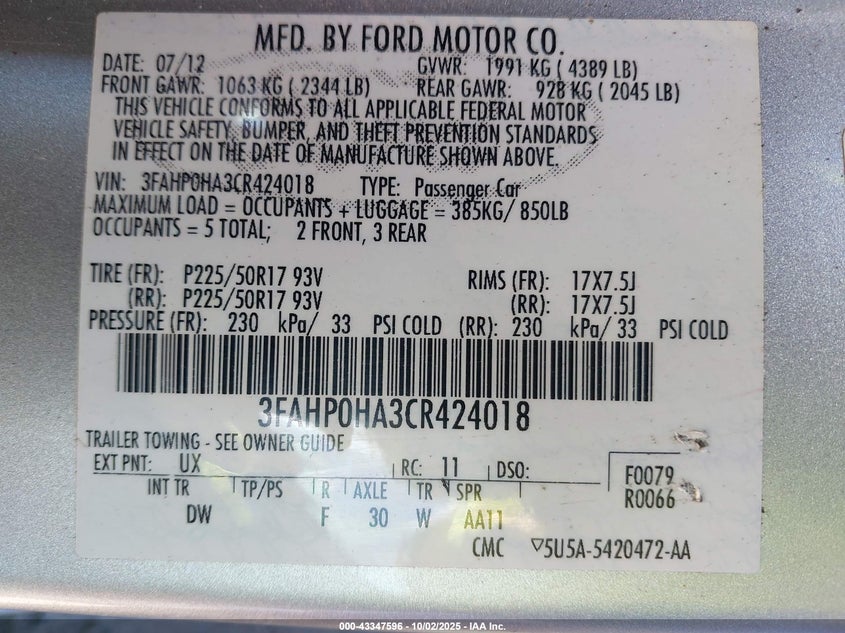 MFD. BY FORD MOTOR CO.
DATE: 07/12 GVWR: 1991 KG ( 4389 LB)
FRONT GAWR: 1063 KG ( 2344 LB) REAR GAWR: 928 KG ( 2045 LB)
THIS VEHICLE CONFORMS TO ALL APPLICABLE FEDERAL MOTOR
VEHICLE SAFETY, BUMPER, AND THEFT PREVENTION STANDARDS
IN EFFECT ON THE DATE OF MANUFACTURE SHOWN ABOVE.
VIN: 3FAHP0HA3CR424018 TYPE: Passenger Car
MAXIMUM LOAD = OCCUPANTS + LUGGAGE = 385KG/ 850LB
OCCUPANTS = 5 TOTAL; 2 FRONT, 3 REAR
TIRE (FR): P225/50R17 93V RIMS (FR): 17X7.5J
(RR): P225/50R17 93V (RR): 17X7.5J
PRESSURE (FR): 230 kPa/ 33 PSI COLD (RR): 230 kPa/ 33 PSI COLD
3FAHP0HA3CR424018
TRAILER TOWING - SEE OWNER GUIDE
EXT PNT: UX RC: 11 DSO: F0079
INT TR TP/PS R AXLE TR SPR R0066
DW F 30 W AA11
CMC ▽5U5A-5420472-AA
000-43347596 - 10/02/2025 - IAA Inc.